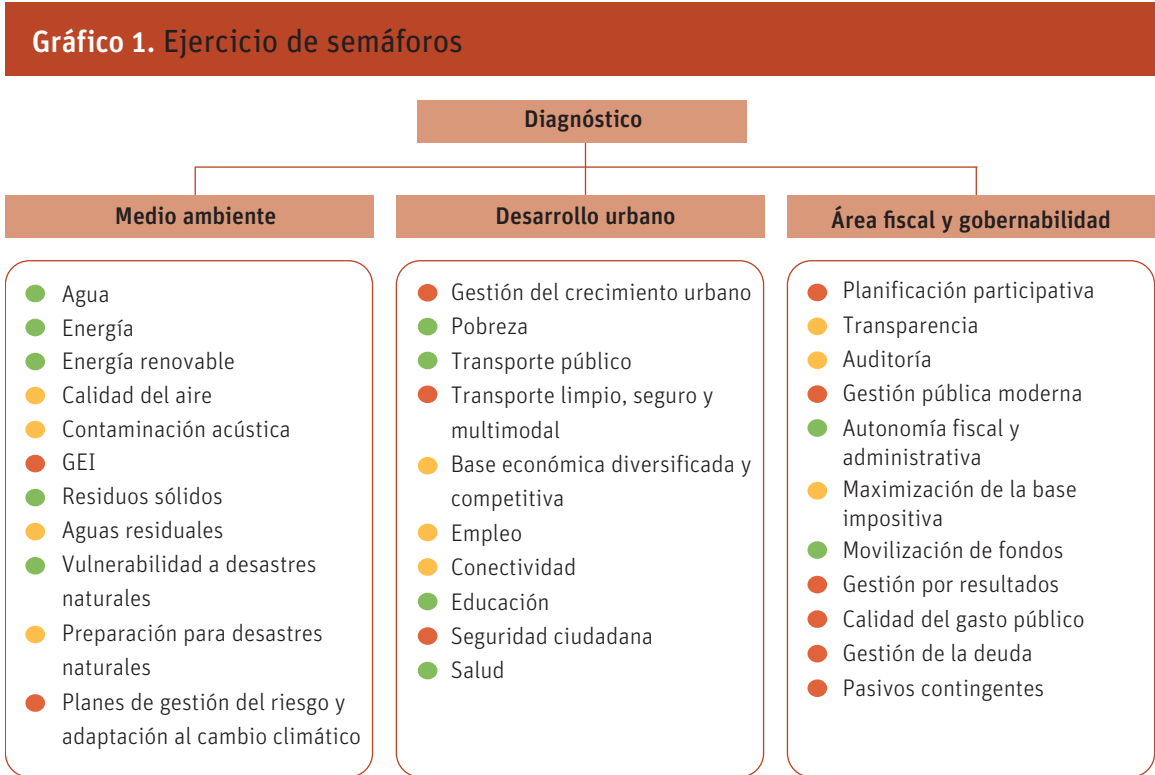 Gráfico 1. Ejercicio de semáforos
Diagnóstico
Medio ambiente
Agua
Energía
Energía renovable
Calidad del aire
Contaminación acústica
GEI
Residuos sólidos
Aguas residuales
Vulnerabilidad a desastres
naturales
Preparación para desastres
naturales
Planes de gestión del riesgo y
adaptación al cambio climático
Desarrollo urbano
Gestión del crecimiento urbano
Pobreza
Transporte público
Transporte limpio, seguro y
multimodal
Base económica diversificada y
competitiva
Empleo
Conectividad
Educación
Seguridad ciudadana
Salud
Área fiscal y gobernabilidad
Planificación participativa
Transparencia
Auditoría
Gestión pública moderna
Autonomía fiscal y
administrativa
Maximización de la base
impositiva
Movilización de fondos
Gestión por resultados
Calidad del gasto público
Gestión de la deuda
Pasivos contingentes